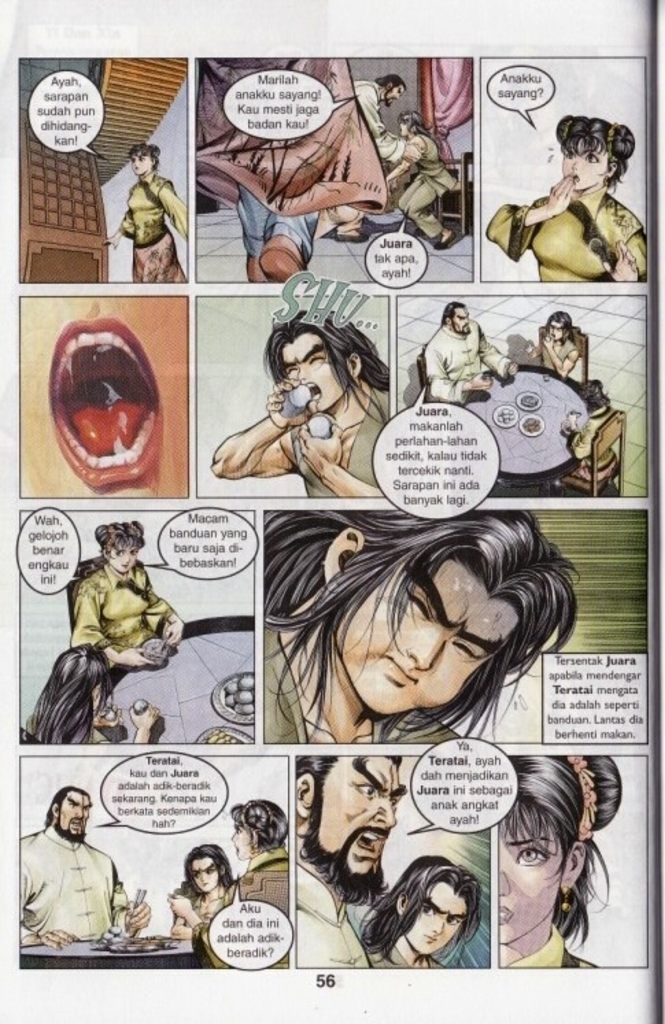 Ayah,
sarapan
sudah pun
dihidang-
kan!
Marilah
anakku sayang!
Kau mesti jaga
badan kau!
Juara
tak apa,
ayah!
Anakku
sayang?
SHU...
Juara,
makanlah
perlahan-lahan
sedikit, kalau tidak
tercekik nanti.
Sarapan ini ada
banyak lagi.
Wah,
gelojoh
benar
engkau
ini!
Macam
banduan yang
baru saja di-
bebaskan!
Tersentak Juara
apabila mendengar
Teratai mengata
dia adalah seperti
banduan. Lantas dia
berhenti makan.
Teratai,
kau dan Juara
adalah adik-beradik
sekarang. Kenapa kau
berkata sedemikian
hah?
Aku
dan dia ini
adalah adik-
beradik?
Ya,
Teratai, ayah
dah menjadikan
Juara ini sebagai
anak angkat
ayah!
56